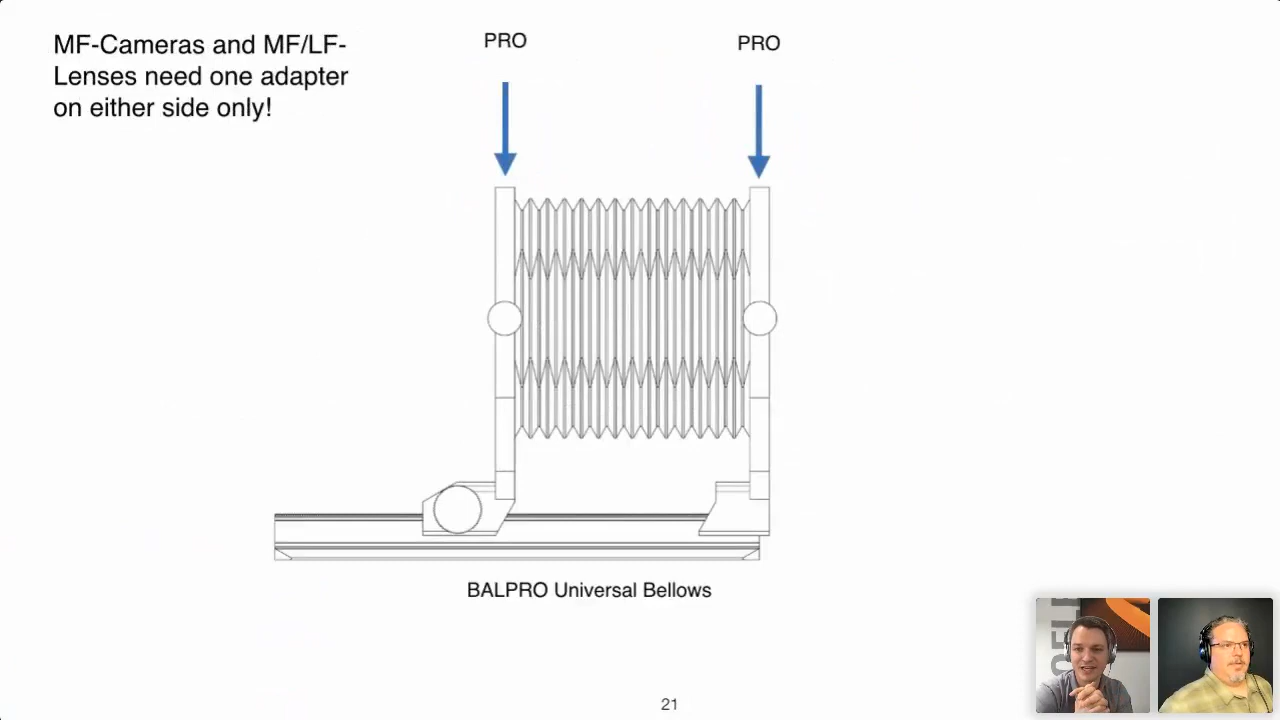 MF-Cameras and MF/LF-
Lenses need one adapter
on either side only!
PRO
PRO
BALPRO Universal Bellows
21